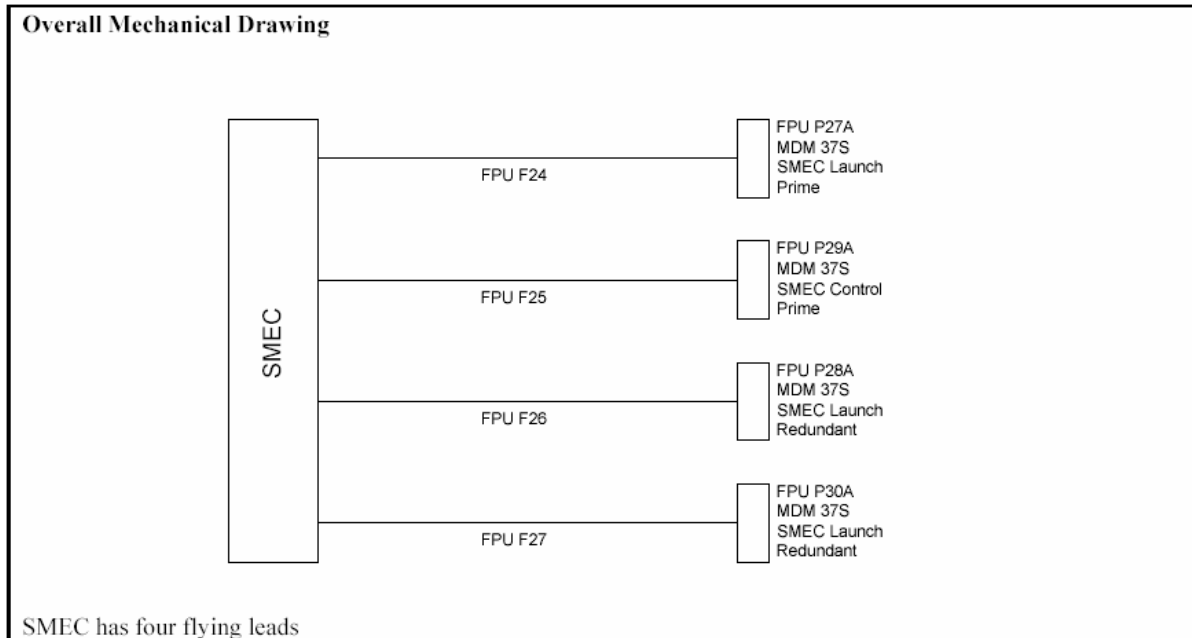 Overall Mechanical Drawing
FPU P27A
MDM 37S
SMEC Launch
Prime
FPU F24
FPU P29A
MDM 37S
SMEC Control
Prime
FPU F25
SMEC
FPU P28A
MDM 37S
SMEC Launch
Redundant
FPU F26
FPU P30A
MDM 37S
SMEC Launch
Redundant
FPU F27
SMEC has four flying leads